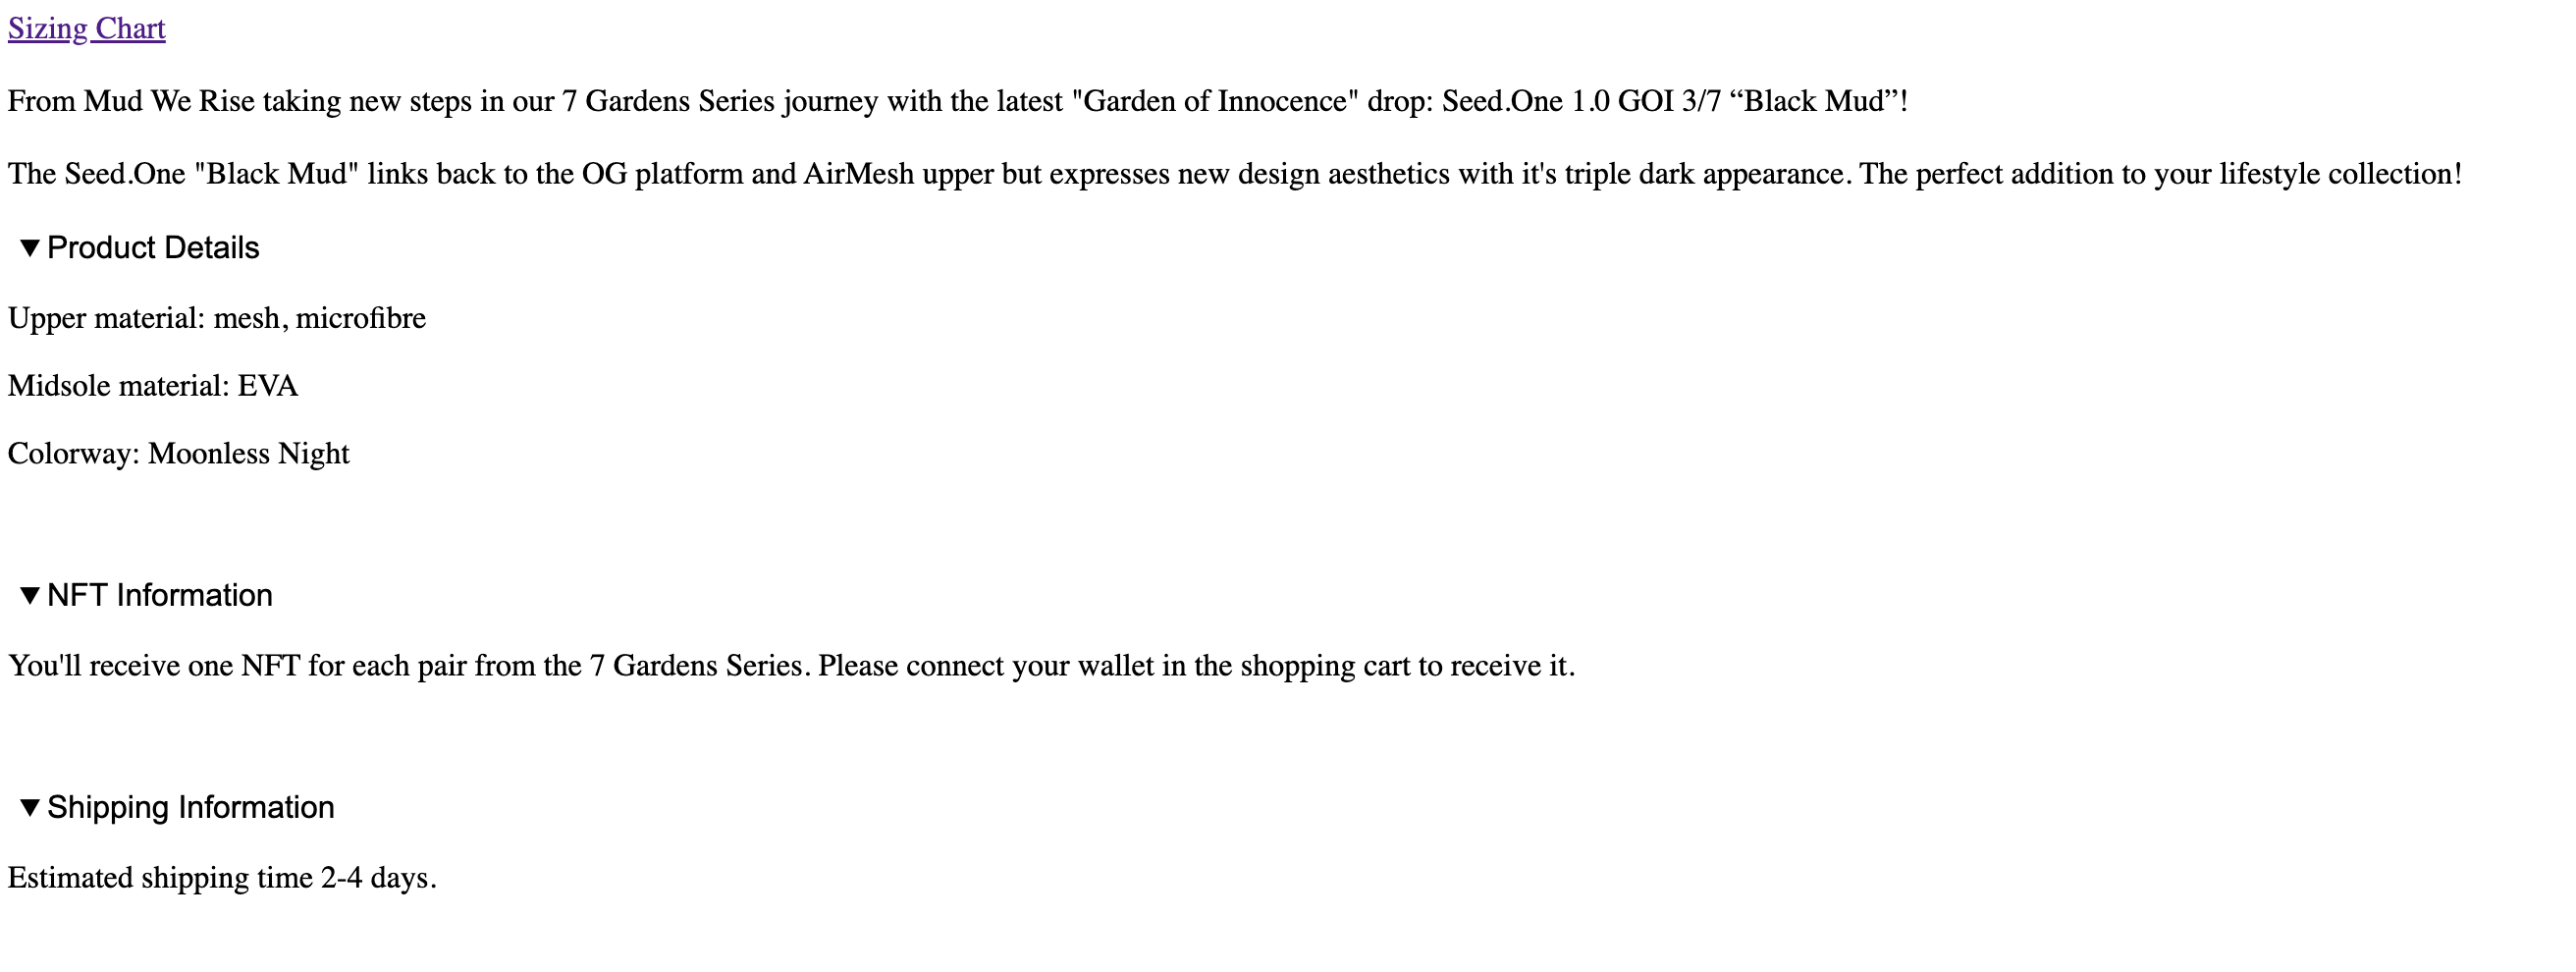 Sizing Chart
From Mud We Rise taking new steps in our 7 Gardens Series journey with the latest "Garden of Innocence" drop: Seed.One 1.0 GOI 3/7 “Black Mud”!
The Seed.One "Black Mud" links back to the OG platform and AirMesh upper but expresses new design aesthetics with it's triple dark appearance. The perfect addition to your lifestyle collection!
▼ Product Details
Upper material: mesh, microfibre
Midsole material: EVA
Colorway: Moonless Night
▼ NFT Information
You'll receive one NFT for each pair from the 7 Gardens Series. Please connect your wallet in the shopping cart to receive it.
▼ Shipping Information
Estimated shipping time 2-4 days.